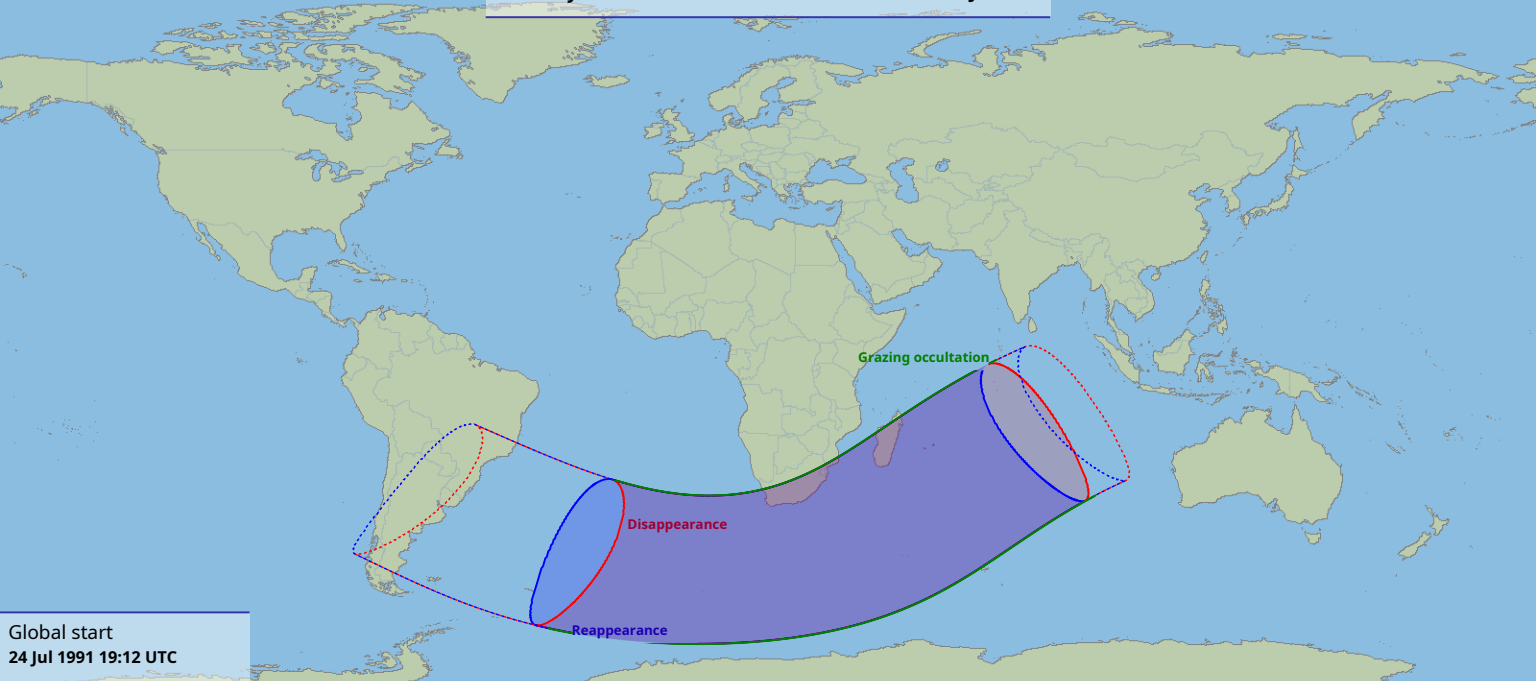 Grazing occultation
Disappearance
Reappearance
Global start
24 Jul 1991 19:12 UTC